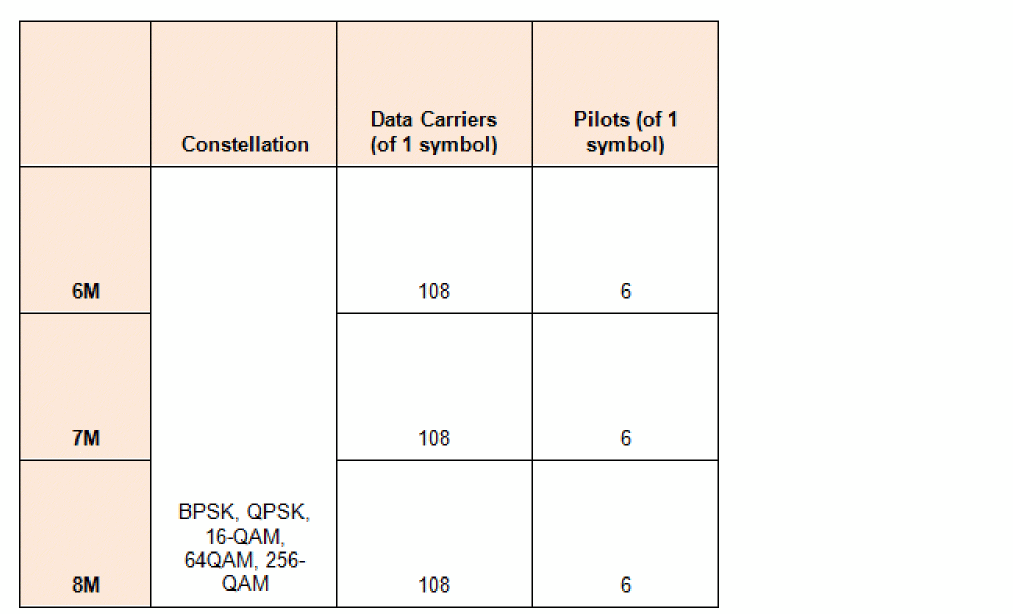 Constellation
Data Carriers
(of 1 symbol)
Pilots (of 1
symbol)
6M
108
6
7M
108
6
BPSK, QPSK,
16-QAM,
64QAM, 256-
QAM
8M
108
6